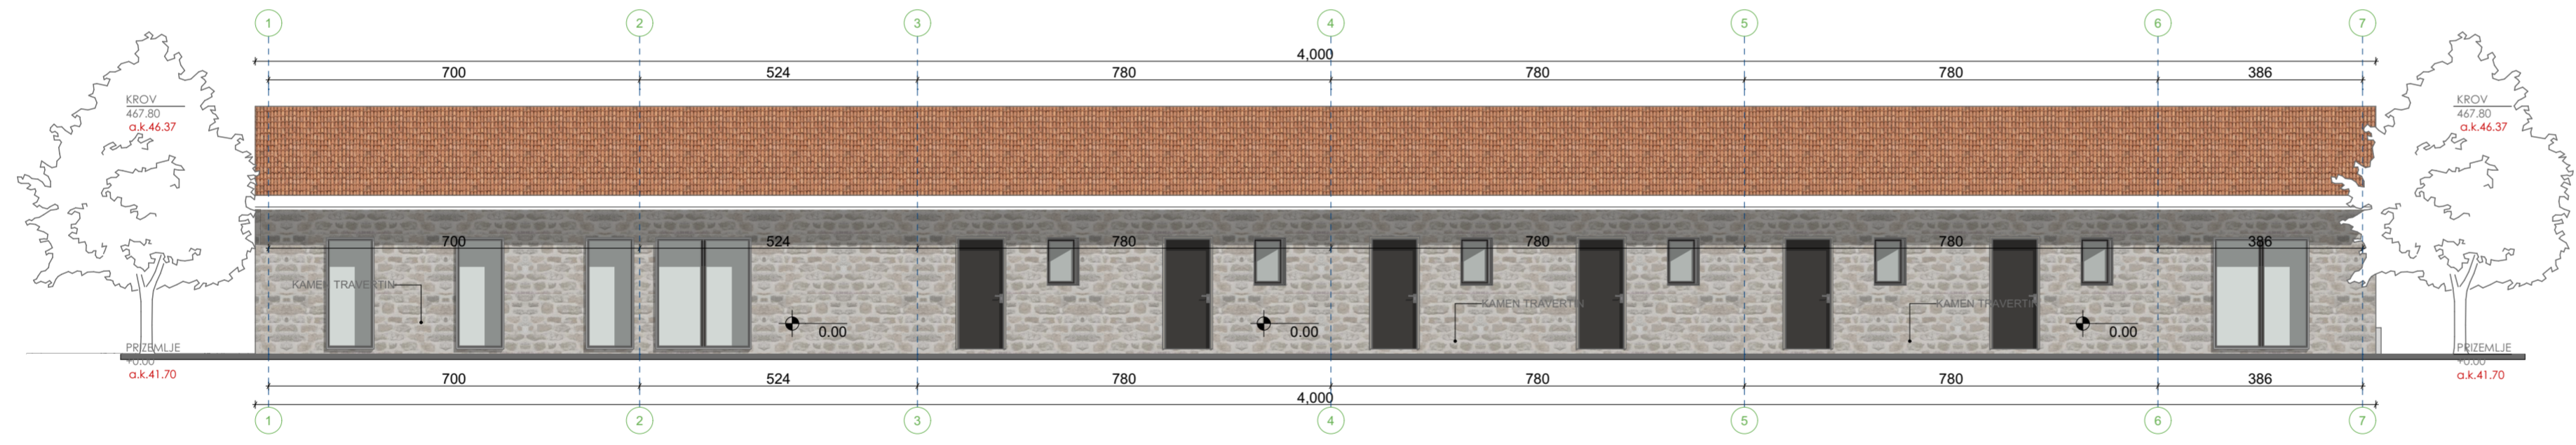 1 2 3 4 5 6 7
4,000
700 524 780 780 780 386
KROV
467.80
a.k.46.37
KROV
467.80
a.k.46.37
700 524 780 780 780 386
KAMEN TRAVERTIN
KAMEN TRAVERTIN
KAMEN TRAVERTIN
0.00
0.00
0.00
PRIZEMLJE
+0.00
a.k.41.70
PRIZEMLJE
+0.00
a.k.41.70
700 524 780 780 780 386
4,000
1 2 3 4 5 6 7